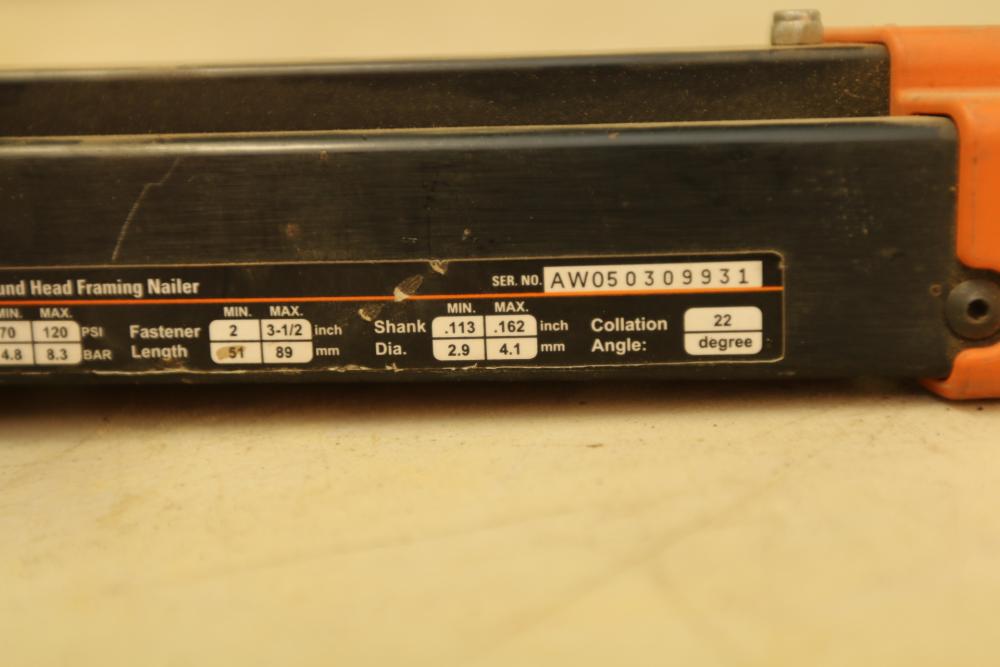 und Head Framing Nailer SER. NO. AW050309931
MIN. MAX. MIN. MAX. MIN. MAX.
70 120 PSI Fastener 2 3-1/2 inch Shank .113 .162 inch Collation 22
4.8 8.3 BAR Length 51 89 mm Dia. 2.9 4.1 mm Angle: degree